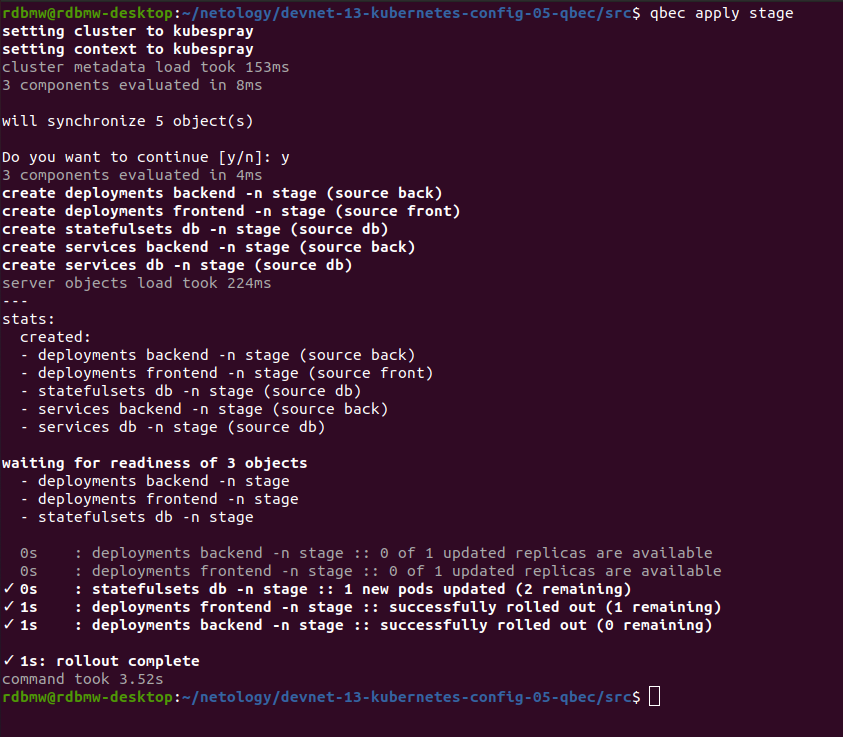 rdbmw@rdbmw-desktop:~/netology/devnet-13-kubernetes-config-05-qbec/src$ qbec apply stage
setting cluster to kubespray
setting context to kubespray
cluster metadata load took 153ms
3 components evaluated in 8ms

will synchronize 5 object(s)

Do you want to continue [y/n]: y
3 components evaluated in 4ms
create deployments backend -n stage (source back)
create deployments frontend -n stage (source front)
create statefulsets db -n stage (source db)
create services backend -n stage (source back)
create services db -n stage (source db)
server objects load took 224ms
---
stats:
  created:
  - deployments backend -n stage (source back)
  - deployments frontend -n stage (source front)
  - statefulsets db -n stage (source db)
  - services backend -n stage (source back)
  - services db -n stage (source db)

waiting for readiness of 3 objects
  - deployments backend -n stage
  - deployments frontend -n stage
  - statefulsets db -n stage

  0s    : deployments backend -n stage :: 0 of 1 updated replicas are available
  0s    : deployments frontend -n stage :: 0 of 1 updated replicas are available
✓ 0s    : statefulsets db -n stage :: 1 new pods updated (2 remaining)
✓ 1s    : deployments frontend -n stage :: successfully rolled out (1 remaining)
✓ 1s    : deployments backend -n stage :: successfully rolled out (0 remaining)

✓ 1s: rollout complete
command took 3.52s
rdbmw@rdbmw-desktop:~/netology/devnet-13-kubernetes-config-05-qbec/src$